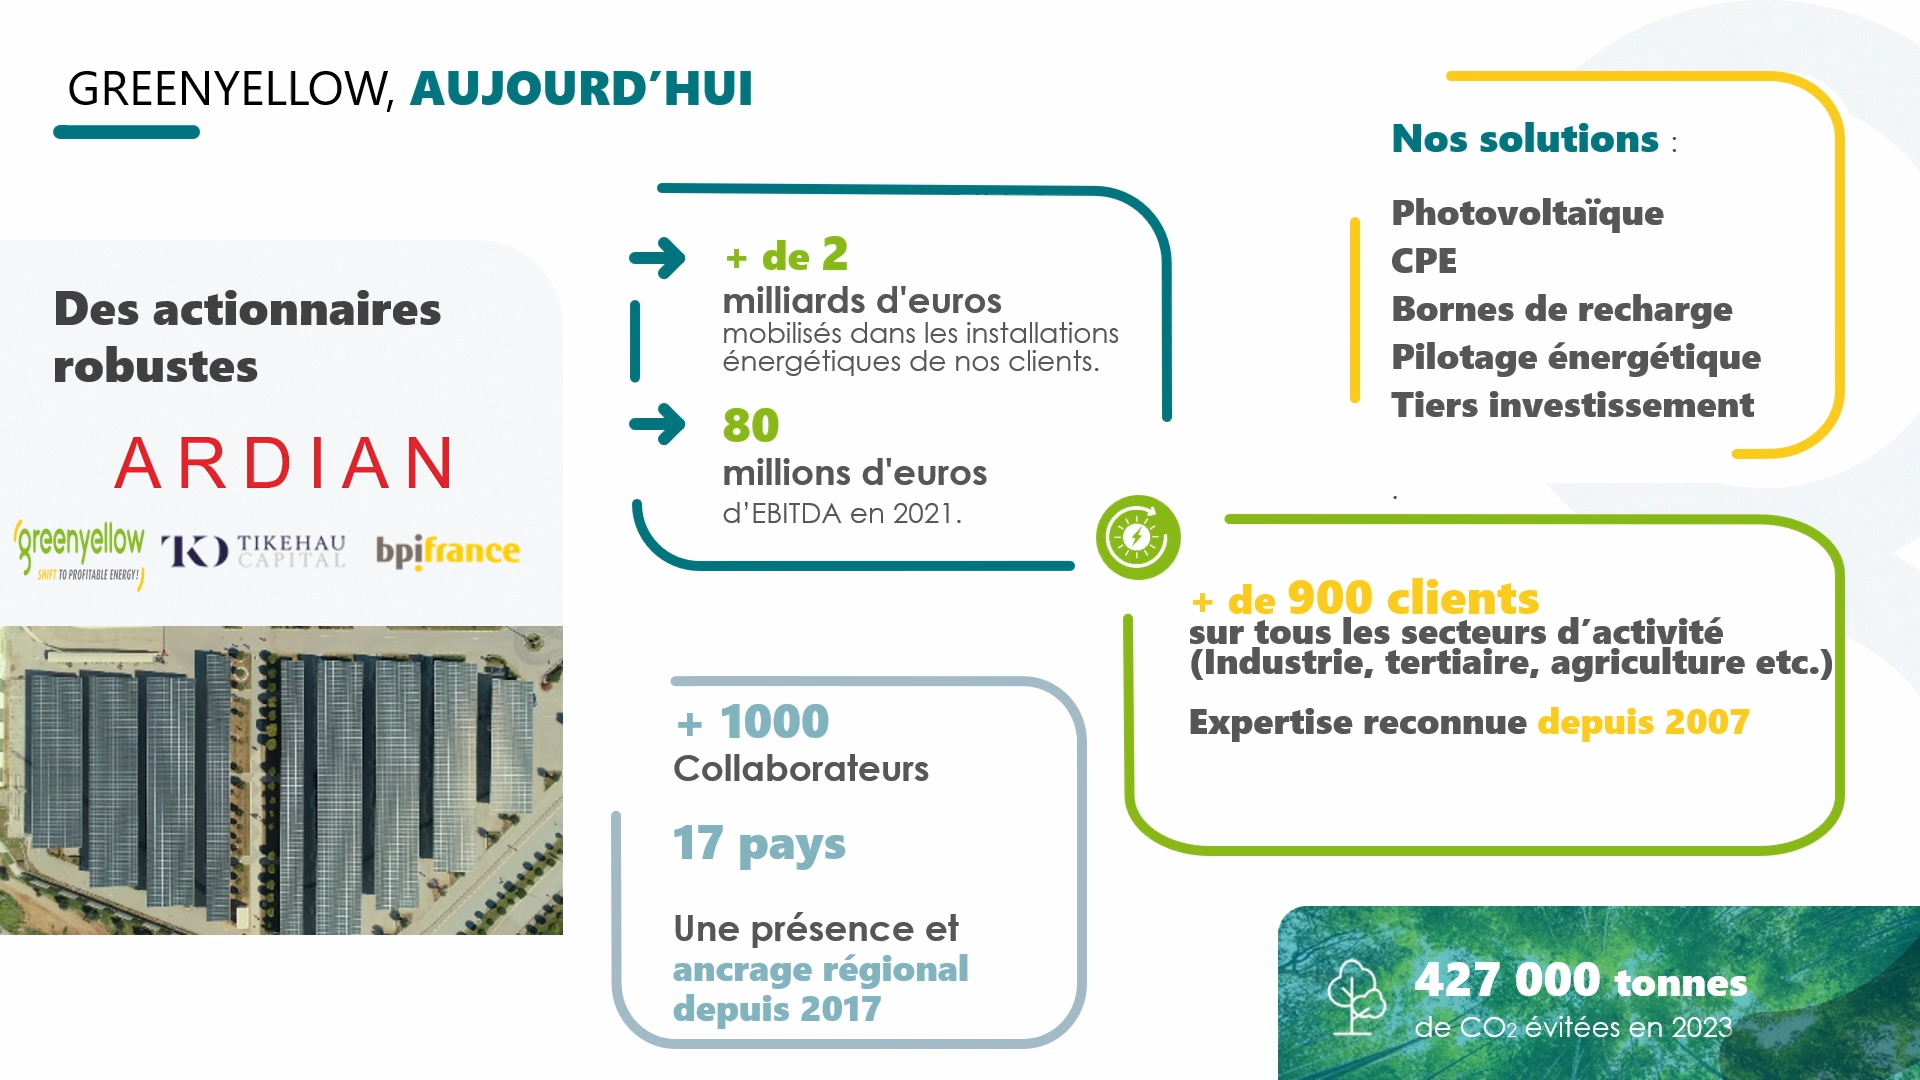 GREENYELLOW, AUJOURD’HUI
Des actionnaires
robustes
ARDIAN
greenyellow
SHIFT TO PROFITABLE ENERGY!
TIKEHAU
CAPITAL
bpifrance
+ de 2
milliards d'euros
mobilisés dans les installations
énergétiques de nos clients.
80
millions d'euros
d’EBITDA en 2021.
+ 1000
Collaborateurs
17 pays
Une présence et
ancrage régional
depuis 2017
Nos solutions :
Photovoltaïque
CPE
Bornes de recharge
Pilotage énergétique
Tiers investissement
.
+ de 900 clients
sur tous les secteurs d’activité
(Industrie, tertiaire, agriculture etc.)
Expertise reconnue depuis 2007
427 000 tonnes
de CO2 évitées en 2023